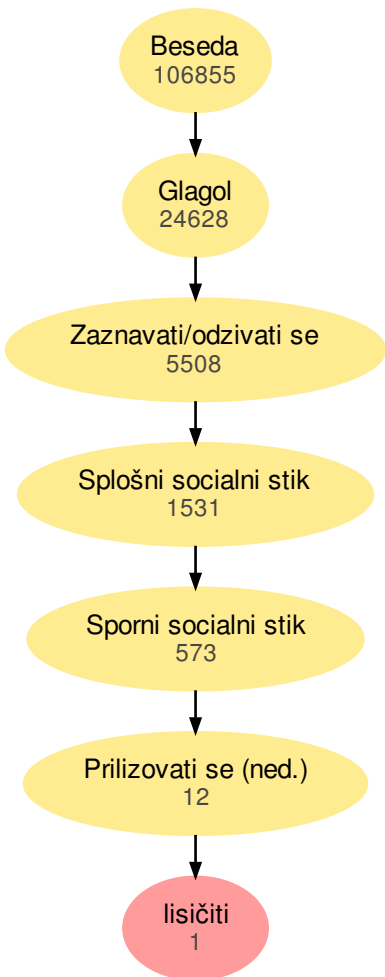 Beseda
106855
Glagol
24628
Zaznavati/odzivati se
5508
Splošni socialni stik
1531
Sporni socialni stik
573
Prilizovati se (ned.)
12
lisičiti
1